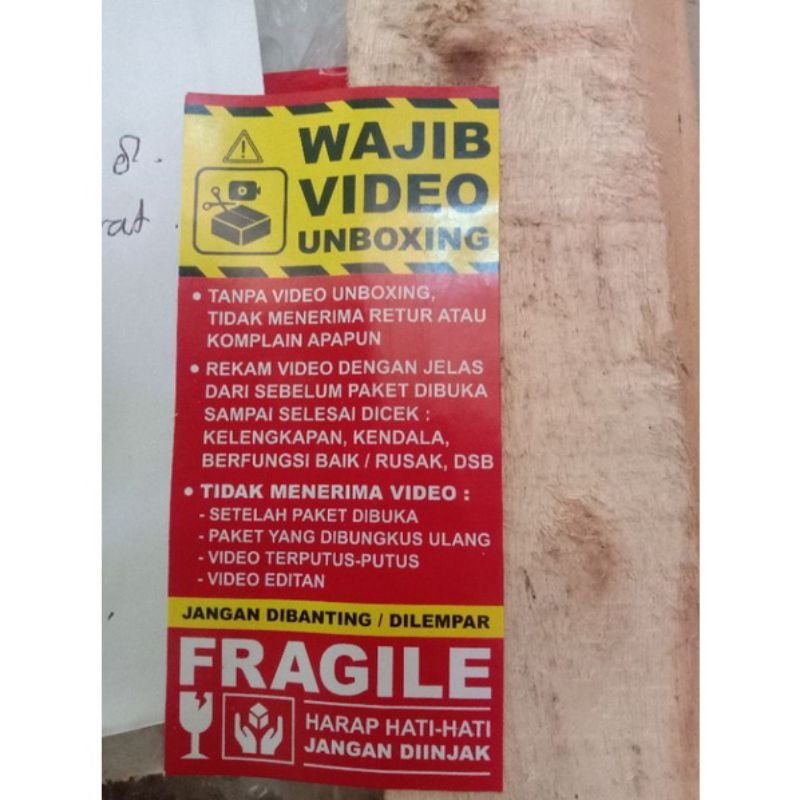 WAJIB
VIDEO
UNBOXING
• TANPA VIDEO UNBOXING,
TIDAK MENERIMA RETUR ATAU
KOMPLAIN APAPUN
• REKAM VIDEO DENGAN JELAS
DARI SEBELUM PAKET DIBUKA
SAMPAI SELESAI DICEK :
KELENGKAPAN, KENDALA,
BERFUNGSI BAIK / RUSAK, DSB
• TIDAK MENERIMA VIDEO :
- SETELAH PAKET DIBUKA
- PAKET YANG DIBUNGKUS ULANG
- VIDEO TERPUTUS-PUTUS
- VIDEO EDITAN
JANGAN DIBANTING / DILEMPAR
FRAGILE
HARAP HATI-HATI
JANGAN DIINJAK